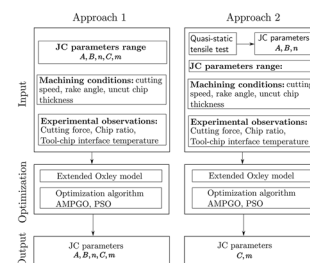 Approach 1
Approach 2
Input
JC parameters range
A, B, n, C, m
Machining conditions: cutting
speed, rake angle, uncut chip
thickness
Experimental observations:
Cutting force, Chip ratio,
Tool-chip interface temperature
Quasi-static
tensile test
JC parameters
A, B, n
JC parameters range:
Machining conditions: cutting
speed, rake angle, uncut chip
thickness
Experimental observations:
Cutting force, Chip ratio,
Tool-chip interface temperature
Optimization
Extended Oxley model
Optimization algorithm
AMPGO, PSO
Extended Oxley model
Optimization algorithm
AMPGO, PSO
Output
JC parameters
A, B, n, C, m
JC parameters
C, m